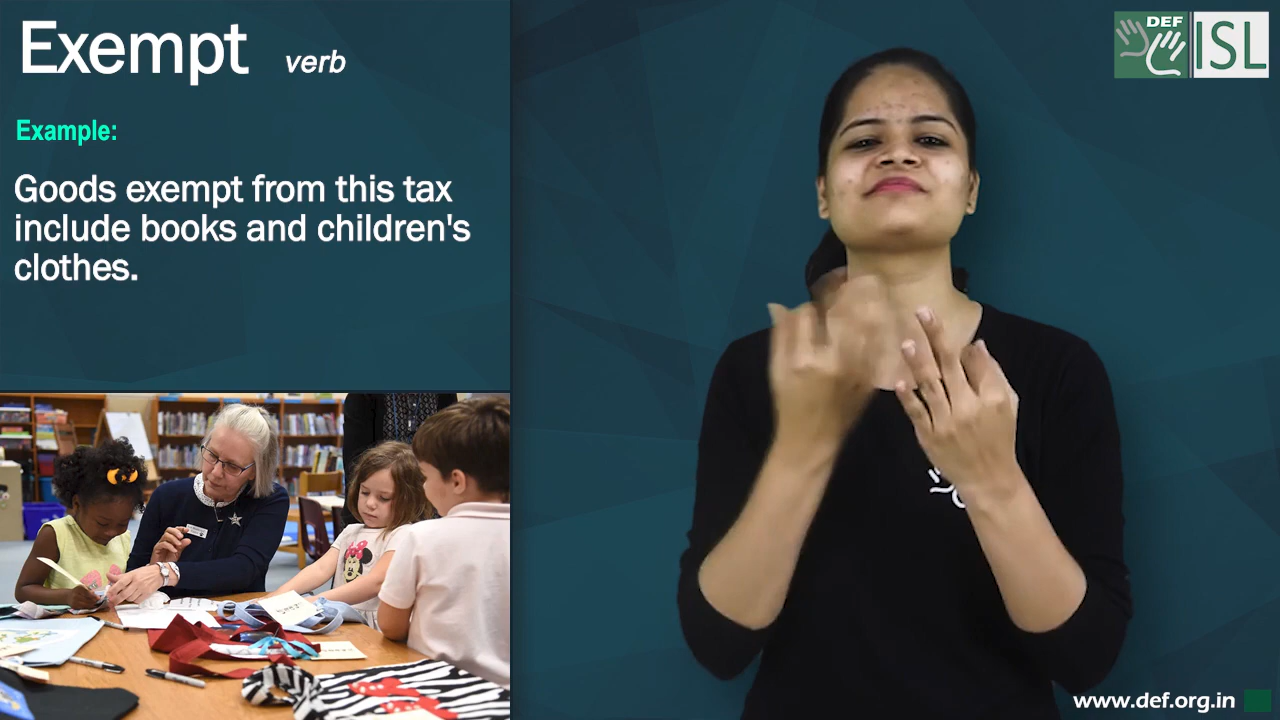 Exempt verb
Example:
Goods exempt from this tax
include books and children's
clothes.
DEF
ISL
www.def.org.in